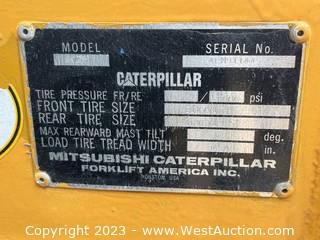 MODEL SERIAL NO.
CATERPILLAR
TIRE PRESSURE FR/RE / psi
FRONT TIRE SIZE
REAR TIRE SIZE
MAX REARWARD MAST TILT deg.
LOAD TIRE TREAD WIDTH in.
MITSUBISHI CATERPILLAR
FORKLIFT AMERICA INC.
HOUSTON, USA
Copyright © 2023 - www.WestAuction.com